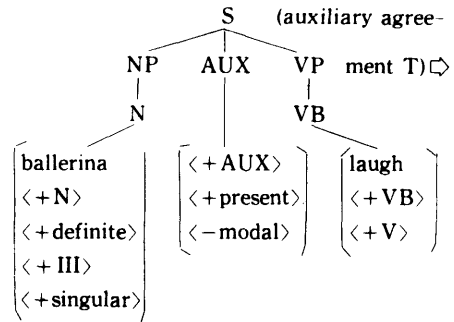 S (auxiliary agree-
NP AUX VP ment T) ⇨
N VB
ballerina ⟨+AUX⟩ laugh
⟨+N⟩ ⟨+present⟩ ⟨+VB⟩
⟨+definite⟩ ⟨−modal⟩ ⟨+V⟩
⟨+III⟩
⟨+singular⟩